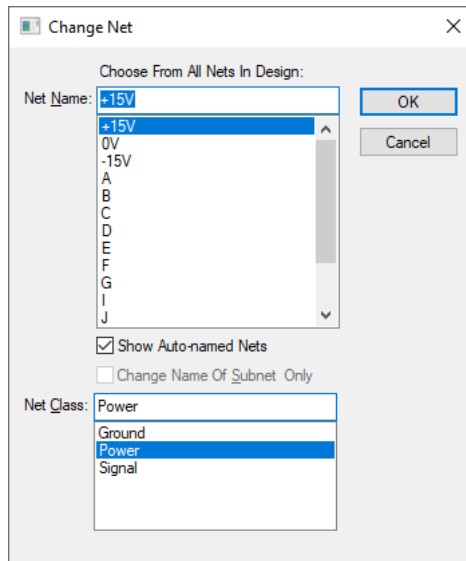 Change Net
Choose From All Nets In Design:
Net Name: +15V
OK
+15V
Cancel
0V
-15V
A
B
C
D
E
F
G
I
J
Show Auto-named Nets
Change Name Of Subnet Only
Net Class: Power
Ground
Power
Signal